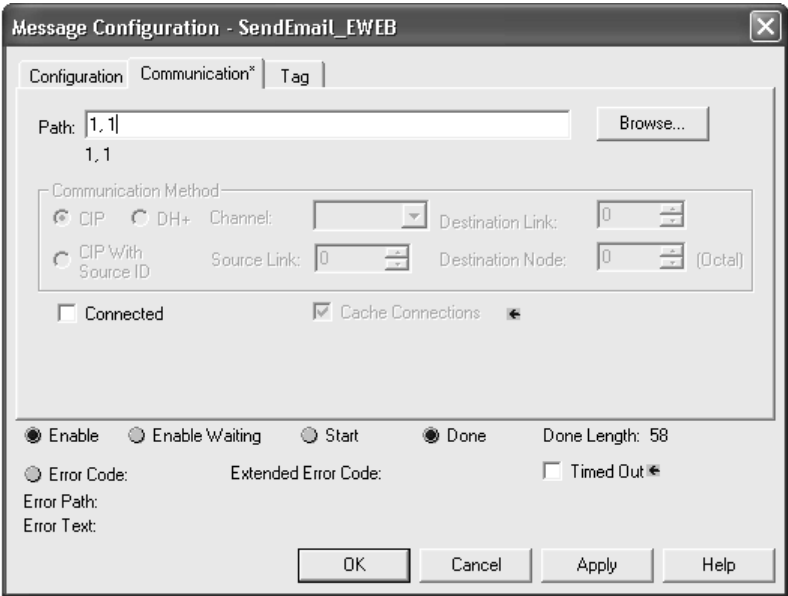 Message Configuration - SendEmail_EWEB
Configuration Communication* Tag
Path: 1, 1 Browse...
1, 1
Communication Method
CIP DH+ Channel: Destination Link: 0
CIP With Source ID Source Link: 0 Destination Node: 0 (Octal)
Connected Cache Connections
Enable Enable Waiting Start Done Done Length: 58
Error Code: Extended Error Code: Timed Out
Error Path:
Error Text:
OK Cancel Apply Help